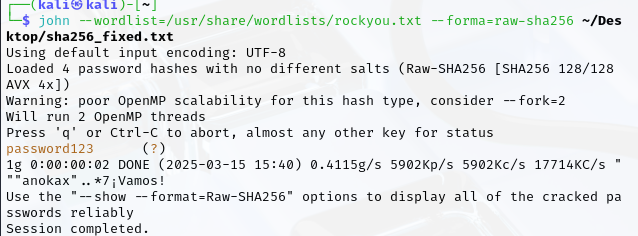 ┌──(kali㉿kali)-[~]
└─$ john --wordlist=/usr/share/wordlists/rockyou.txt --forma=raw-sha256 ~/Des
ktop/sha256_fixed.txt
Using default input encoding: UTF-8
Loaded 4 password hashes with no different salts (Raw-SHA256 [SHA256 128/128
AVX 4x])
Warning: poor OpenMP scalability for this hash type, consider --fork=2
Will run 2 OpenMP threads
Press 'q' or Ctrl-C to abort, almost any other key for status
password123      (?)
1g 0:00:00:02 DONE (2025-03-15 15:40) 0.4115g/s 5902Kp/s 5902Kc/s 17714KC/s "
""anokax"..*7¡Vamos!
Use the "--show --format=Raw-SHA256" options to display all of the cracked pa
sswords reliably
Session completed.